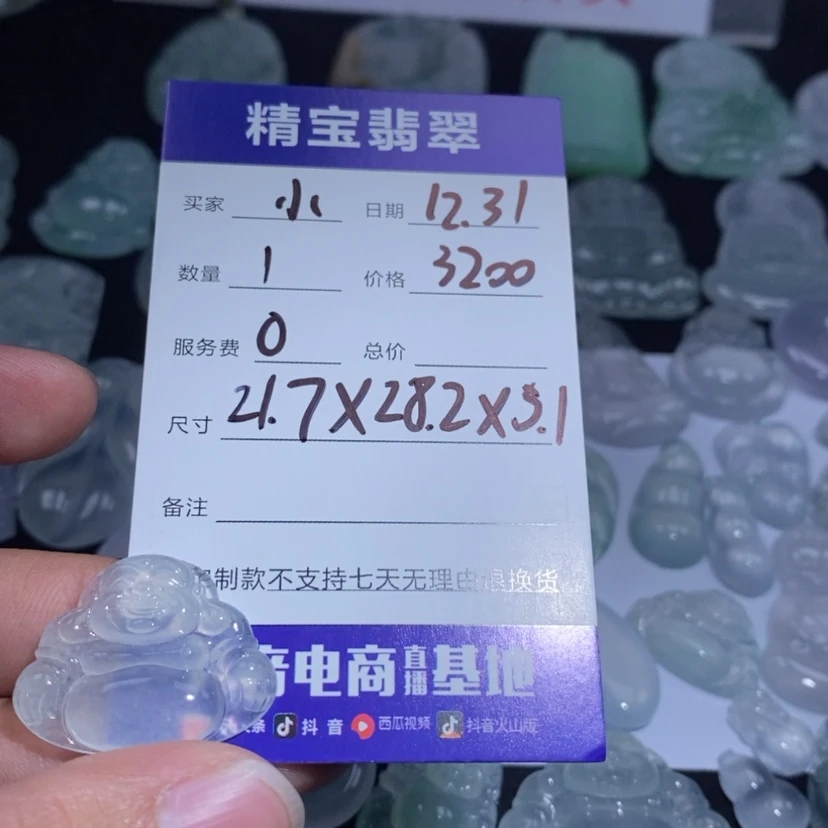 精宝翡翠
买家 小 日期 12.31
数量 1 价格 3200
服务费 0 总价
尺寸 21.7X28.2X5.1
备注
制款不支持七天无理由退换货
电商直播基地
条 抖音 西瓜视频 抖音火山版